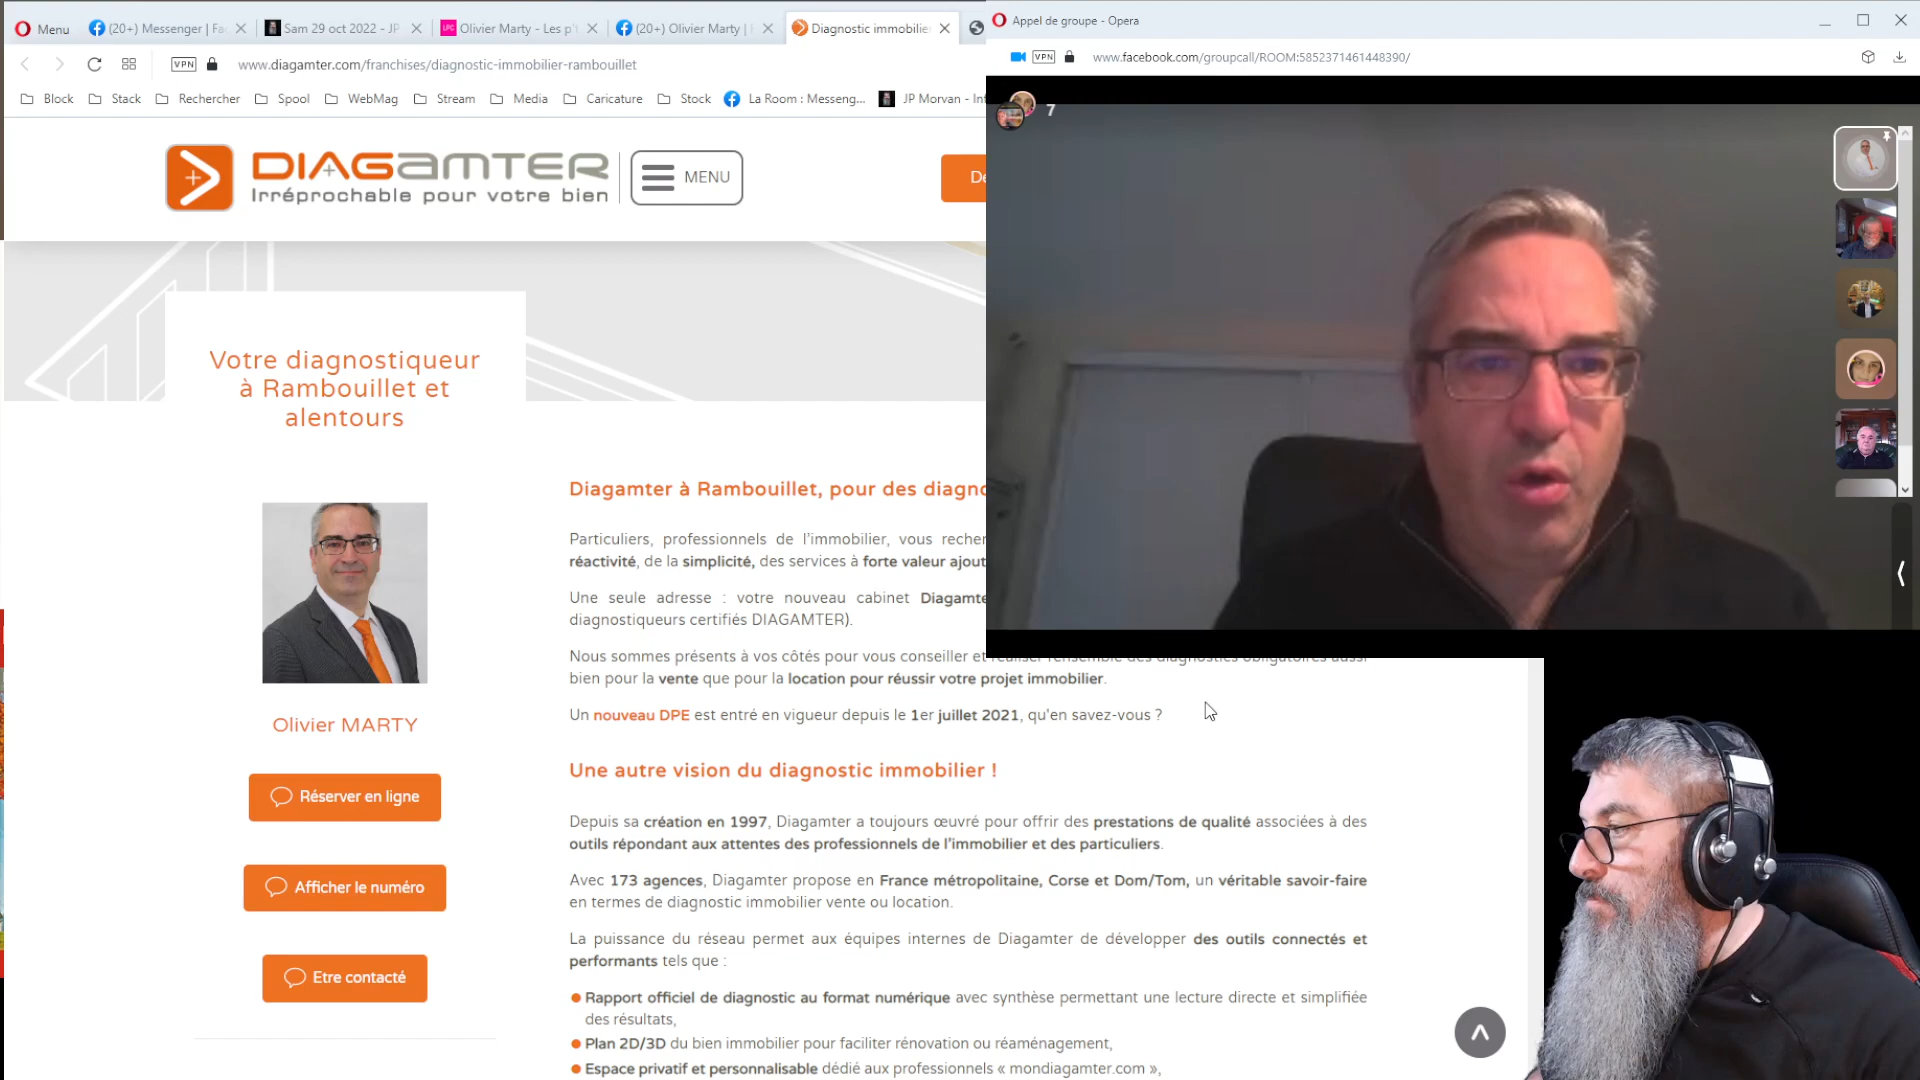 Menu
(20+) Messenger | Fa
Sam 29 oct 2022 - JP
Olivier Marty - Les p't
(20+) Olivier Marty |
Diagnostic immobilie
Appel de groupe - Opera
VPN
www.diagamter.com/franchises/diagnostic-immobilier-rambouillet
VPN
www.facebook.com/groupcall/ROOM:5852371461448390/
Block
Stack
Rechercher
Spool
WebMag
Stream
Media
Caricature
Stock
La Room : Messeng...
JP Morvan - Inf
7
DIAGAMTER
Irréprochable pour votre bien
MENU
De
Votre diagnostiqueur
à Rambouillet et
alentours
Olivier MARTY
Réserver en ligne
Afficher le numéro
Etre contacté
Diagamter à Rambouillet, pour des diagno
Particuliers, professionnels de l'immobilier, vous recher
réactivité, de la simplicité, des services à forte valeur ajout
Une seule adresse : votre nouveau cabinet Diagamte
diagnostiqueurs certifiés DIAGAMTER).
Nous sommes présents à vos côtés pour vous conseiller et réaliser l'ensemble des diagnostics obligatoires aussi
bien pour la vente que pour la location pour réussir votre projet immobilier.
Un nouveau DPE est entré en vigueur depuis le 1er juillet 2021, qu'en savez-vous ?
Une autre vision du diagnostic immobilier !
Depuis sa création en 1997, Diagamter a toujours œuvré pour offrir des prestations de qualité associées à des
outils répondant aux attentes des professionnels de l'immobilier et des particuliers.
Avec 173 agences, Diagamter propose en France métropolitaine, Corse et Dom/Tom, un véritable savoir-faire
en termes de diagnostic immobilier vente ou location.
La puissance du réseau permet aux équipes internes de Diagamter de développer des outils connectés et
performants tels que :
Rapport officiel de diagnostic au format numérique avec synthèse permettant une lecture directe et simplifiée
des résultats,
Plan 2D/3D du bien immobilier pour faciliter rénovation ou réaménagement,
Espace privatif et personnalisable dédié aux professionnels « mondiagamter.com »,